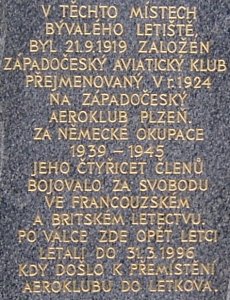 V TĚCHTO MÍSTECH
BÝVALÉHO LETIŠTĚ
BYL 21.9.1919 ZALOŽEN
ZÁPADOČESKÝ AVIATICKÝ KLUB
PŘEJMENOVANÝ V r.1924
NA ZÁPADOČESKÝ
AEROKLUB PLZEŇ.
ZA NĚMECKÉ OKUPACE
1939 – 1945
JEHO ČTYŘICET ČLENŮ
BOJOVALO ZA SVOBODU
VE FRANCOUZSKÉM
A BRITSKÉM LETECTVU.
PO VÁLCE ZDE OPĚT LETCI
LÉTALI DO 31.3.1996
KDY DOŠLO K PŘEMÍSTĚNÍ
AEROKLUBU DO LETKOVA.